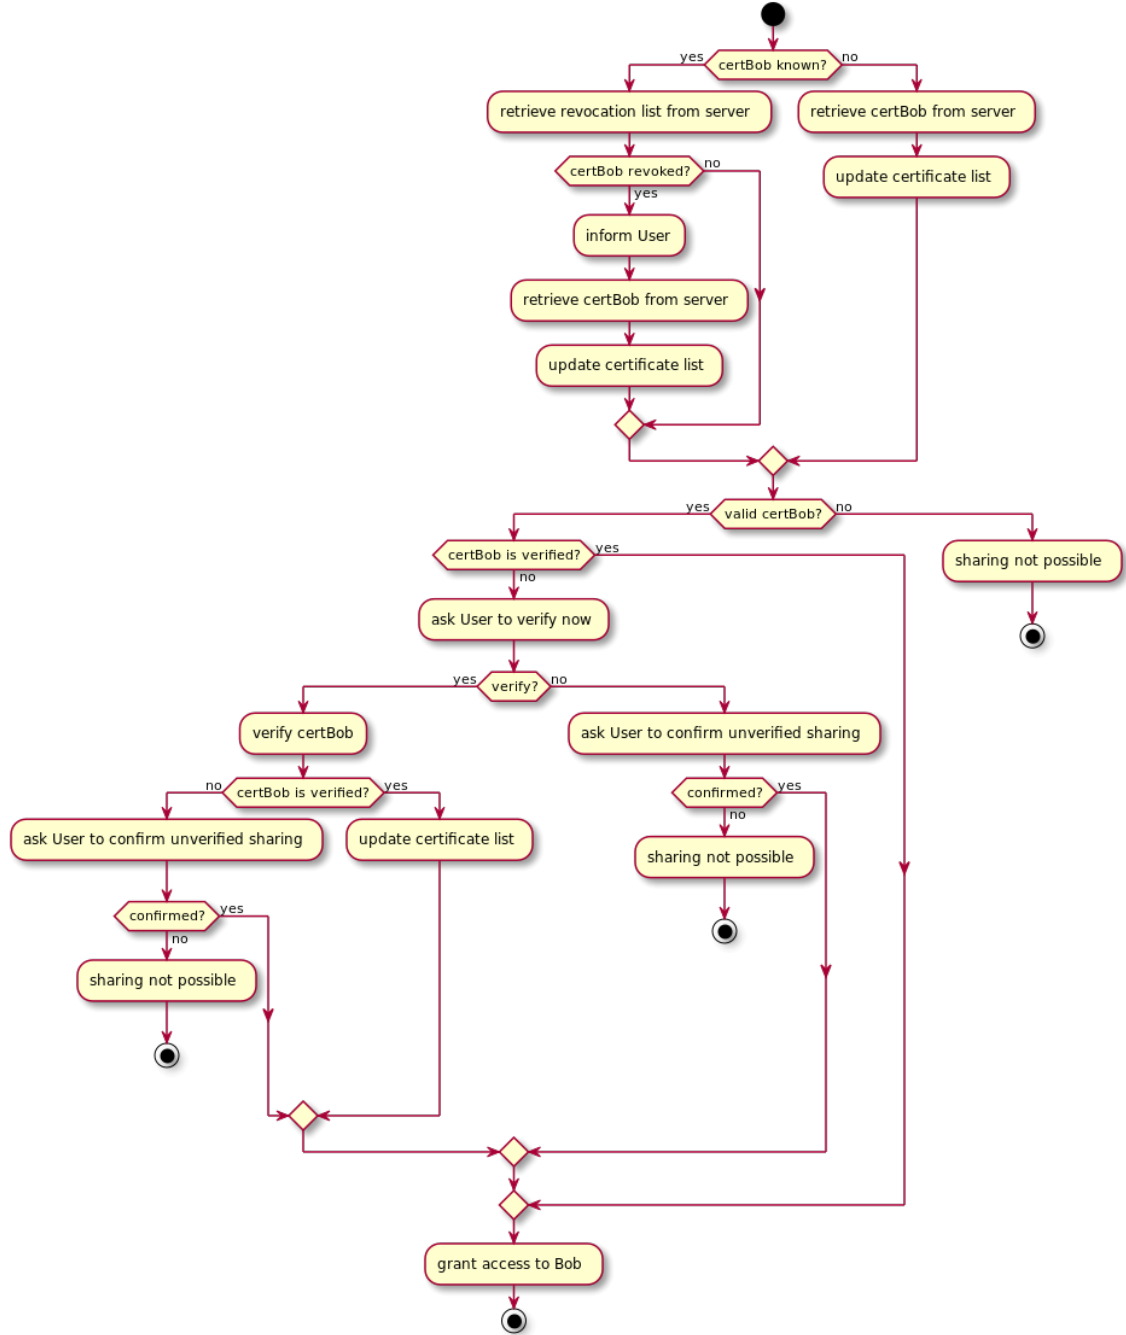 yes
certBob known?
no
retrieve revocation list from server
retrieve certBob from server
certBob revoked?
no
update certificate list
yes
inform User
retrieve certBob from server
update certificate list
yes
valid certBob?
no
certBob is verified?
yes
sharing not possible
no
ask User to verify now
yes
verify?
no
verify certBob
ask User to confirm unverified sharing
no
certBob is verified?
yes
confirmed?
yes
no
ask User to confirm unverified sharing
update certificate list
sharing not possible
confirmed?
yes
no
sharing not possible
grant access to Bob